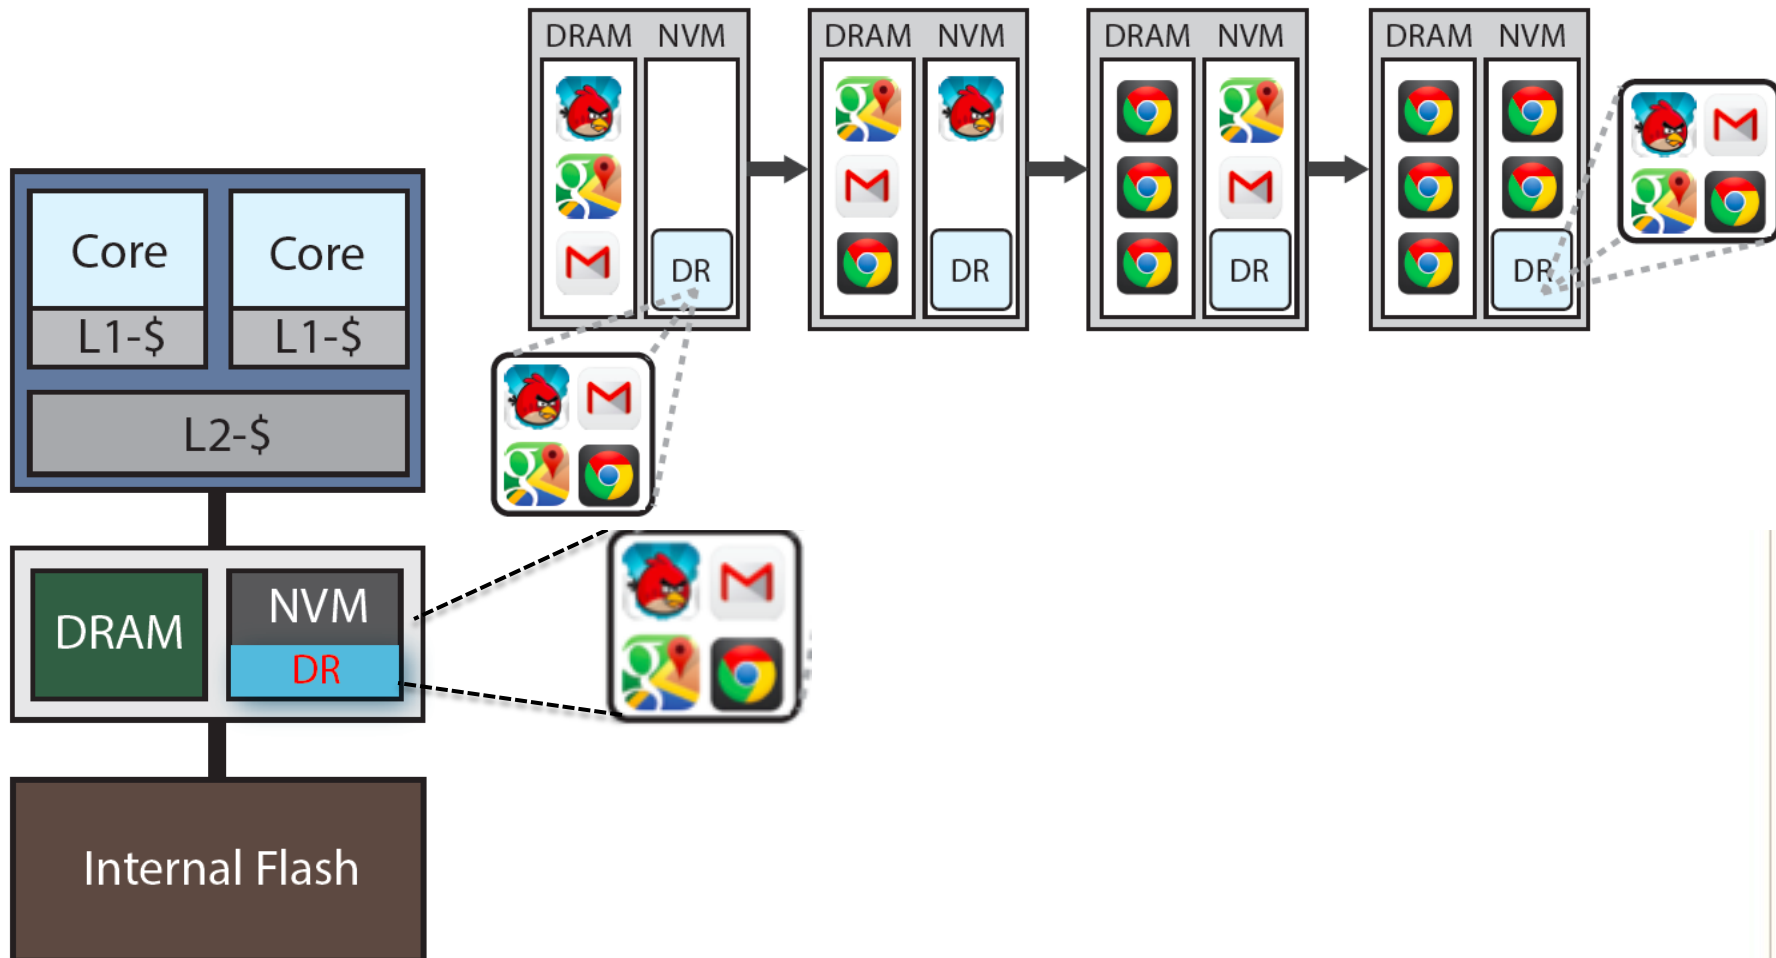 DRAM NVM
DR
DRAM NVM
DR
DRAM NVM
DR
DRAM NVM
DR
Core
L1-$
Core
L1-$
L2-$
DRAM
NVM
DR
Internal Flash